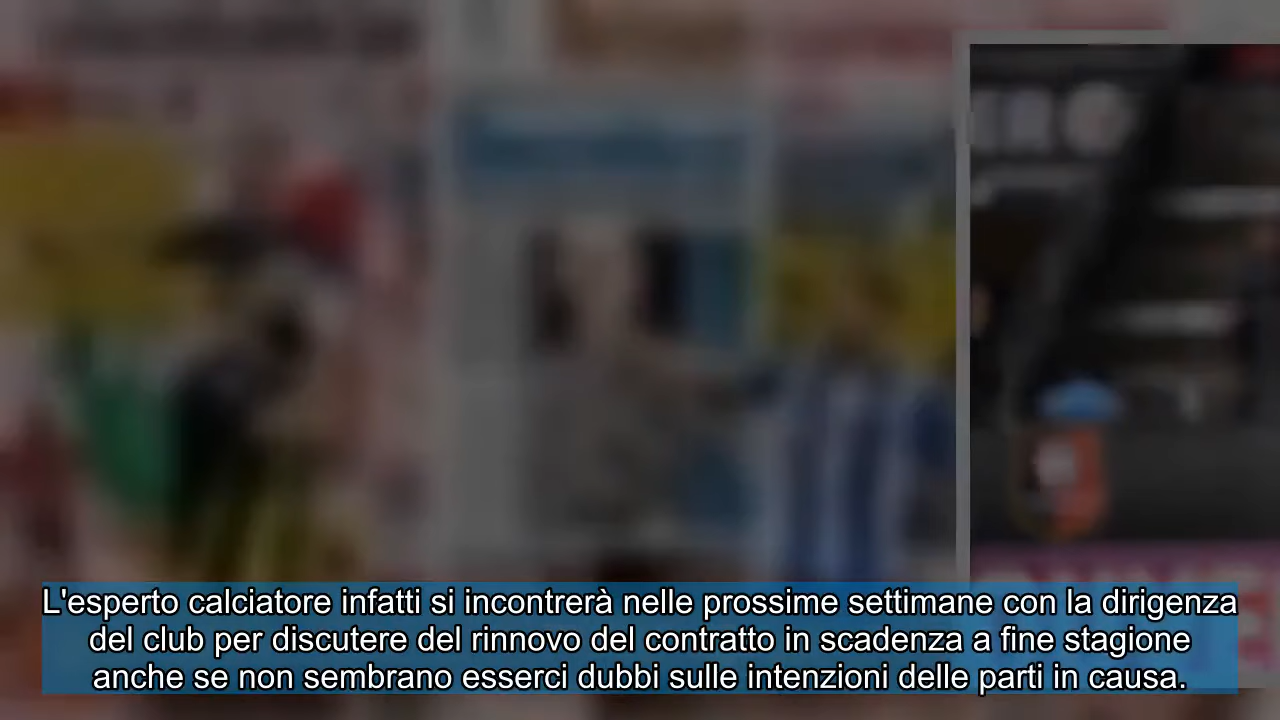 L'esperto calciatore infatti si incontrerà nelle prossime settimane con la dirigenza
del club per discutere del rinnovo del contratto in scadenza a fine stagione
anche se non sembrano esserci dubbi sulle intenzioni delle parti in causa.